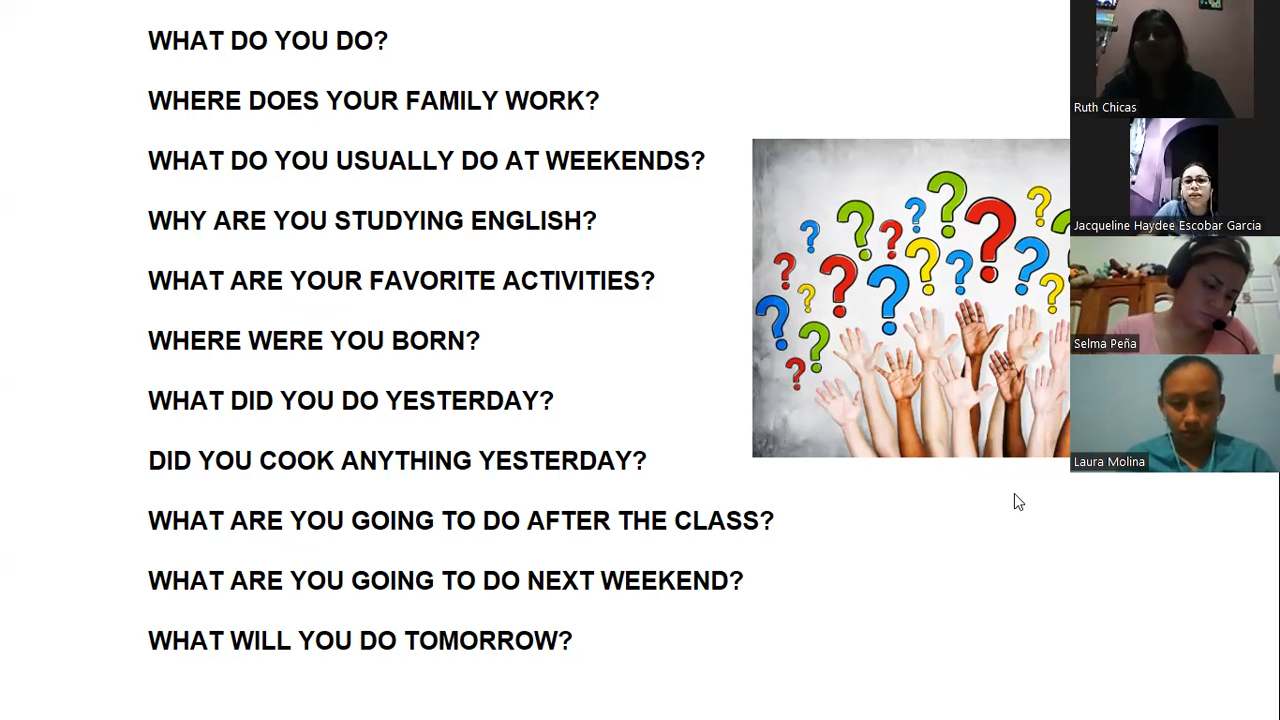 WHAT DO YOU DO?
WHERE DOES YOUR FAMILY WORK?
WHAT DO YOU USUALLY DO AT WEEKENDS?
WHY ARE YOU STUDYING ENGLISH?
WHAT ARE YOUR FAVORITE ACTIVITIES?
WHERE WERE YOU BORN?
WHAT DID YOU DO YESTERDAY?
DID YOU COOK ANYTHING YESTERDAY?
WHAT ARE YOU GOING TO DO AFTER THE CLASS?
WHAT ARE YOU GOING TO DO NEXT WEEKEND?
WHAT WILL YOU DO TOMORROW?
Ruth Chicas
Jacqueline Haydee Escobar Garcia
Selma Peña
Laura Molina